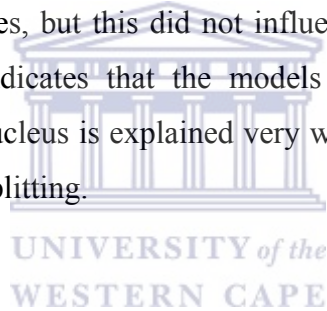 es, but this did not influe
dicates that the models
ucleus is explained very w
plitting.
UNIVERSITY of the
WESTERN CAPE